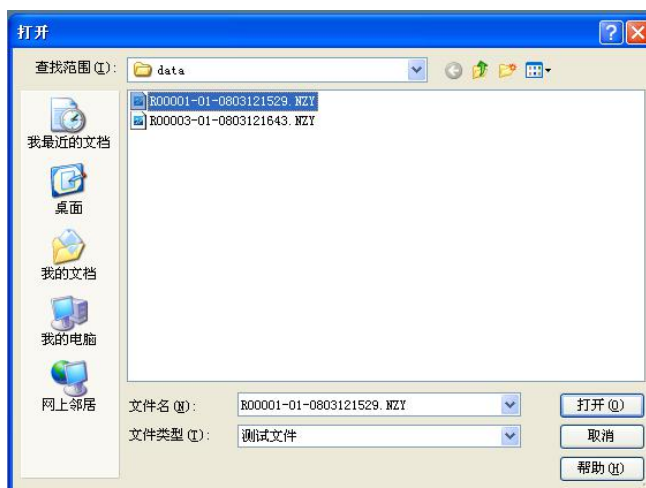 打开
查找范围(I):
data
R00001-01-0803121529.NZY
R00003-01-0803121643.NZY
我最近的文档
桌面
我的文档
我的电脑
网上邻居
文件名(N):
R00001-01-0803121529.NZY
打开(O)
文件类型(T):
测试文件
取消
帮助(H)